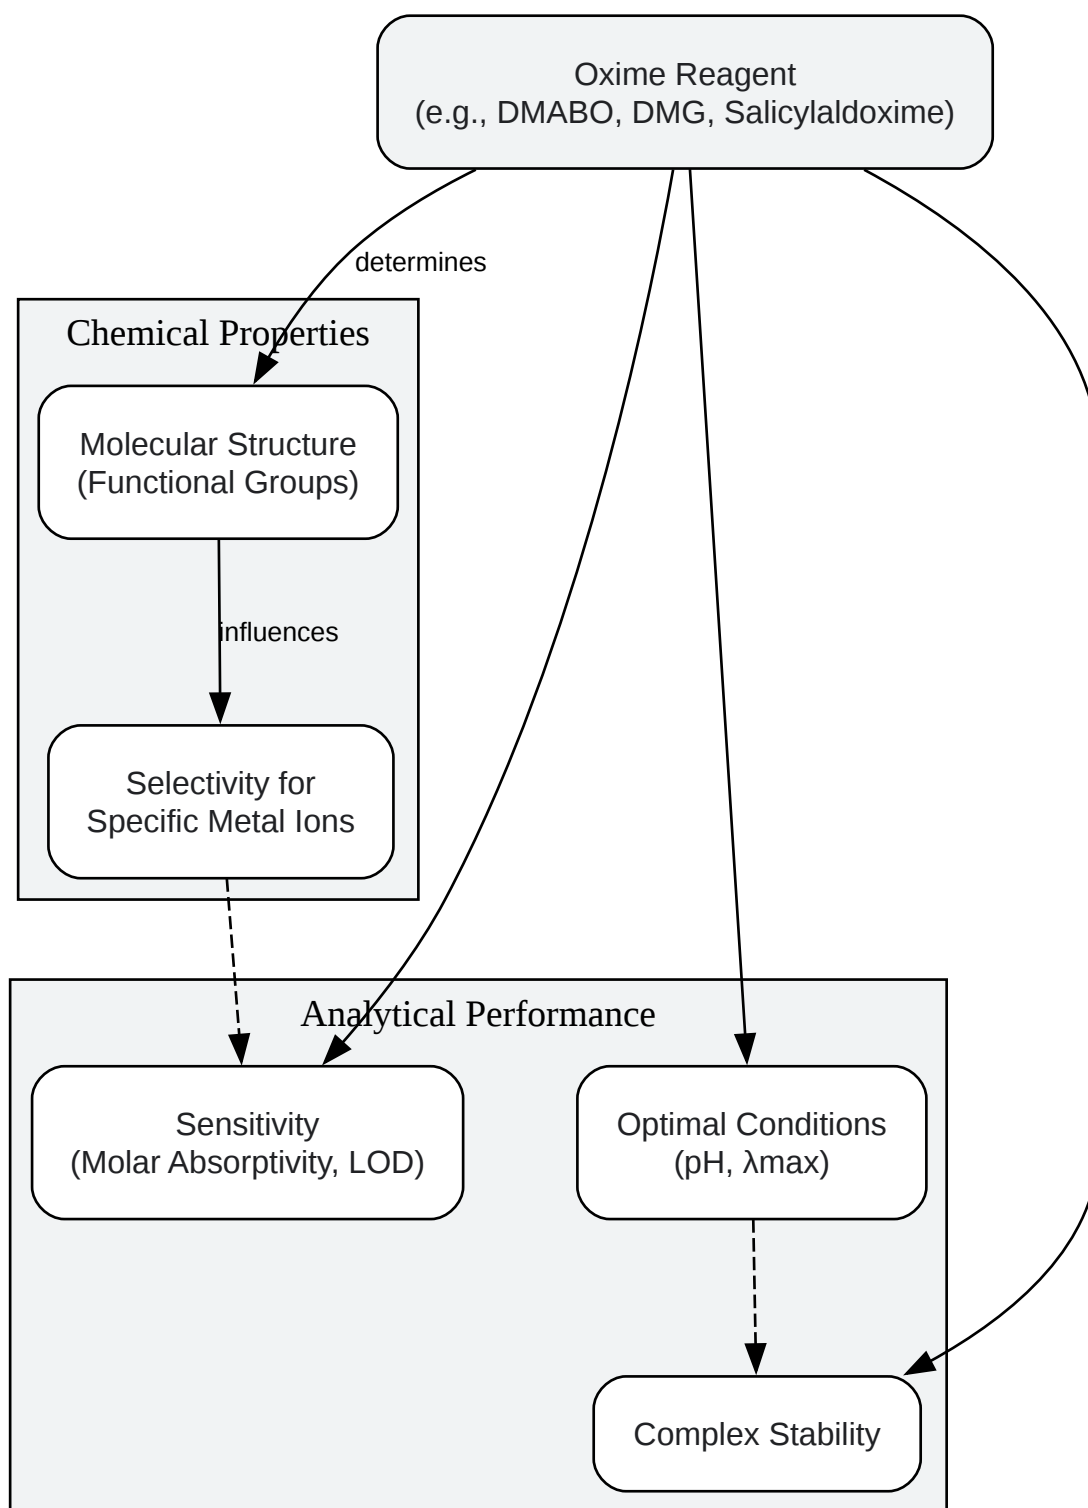 Oxime Reagent
(e.g., DMABO, DMG, Salicylaldoxime)
determines
Chemical Properties
Molecular Structure
(Functional Groups)
influences
Selectivity for
Specific Metal Ions
Analytical Performance
Sensitivity
(Molar Absorptivity, LOD)
Optimal Conditions
(pH, λmax)
Complex Stability